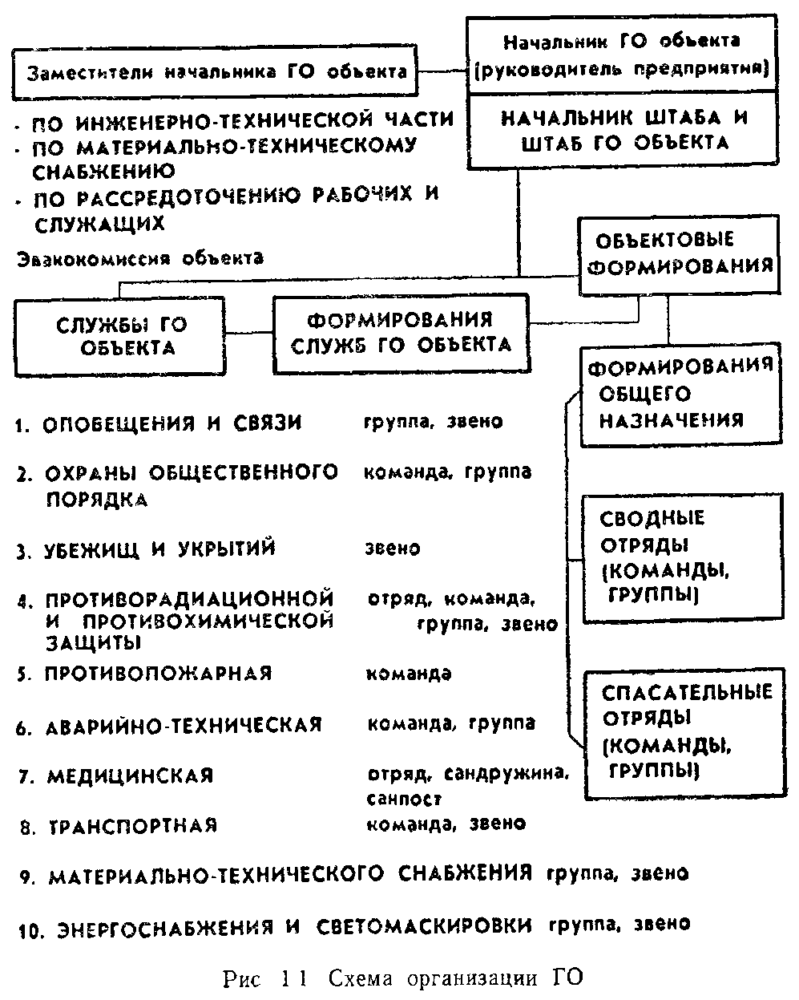 Начальник ГО объекта
(руководитель предприятия)
Заместители начальника ГО объекта
НАЧАЛЬНИК ШТАБА И
ШТАБ ГО ОБЪЕКТА
· ПО ИНЖЕНЕРНО-ТЕХНИЧЕСКОЙ ЧАСТИ
· ПО МАТЕРИАЛЬНО-ТЕХНИЧЕСКОМУ
СНАБЖЕНИЮ
· ПО РАССРЕДОТОЧЕНИЮ РАБОЧИХ И
СЛУЖАЩИХ
Эвакокомиссия объекта
ОБЪЕКТОВЫЕ
ФОРМИРОВАНИЯ
СЛУЖБЫ ГО
ОБЪЕКТА
ФОРМИРОВАНИЯ
СЛУЖБ ГО ОБЪЕКТА
ФОРМИРОВАНИЯ
ОБЩЕГО
НАЗНАЧЕНИЯ
1. ОПОВЕЩЕНИЯ И СВЯЗИ группа, звено
2. ОХРАНЫ ОБЩЕСТВЕННОГО команда, группа
ПОРЯДКА
3. УБЕЖИЩ И УКРЫТИЙ звено
4. ПРОТИВОРАДИАЦИОННОЙ отряд, команда,
И ПРОТИВОХИМИЧЕСКОЙ группа, звено
ЗАЩИТЫ
5. ПРОТИВОПОЖАРНАЯ команда
6. АВАРИЙНО-ТЕХНИЧЕСКАЯ команда, группа
7. МЕДИЦИНСКАЯ отряд, сандружина,
санпост
8. ТРАНСПОРТНАЯ команда, звено
9. МАТЕРИАЛЬНО-ТЕХНИЧЕСКОГО СНАБЖЕНИЯ группа, звено
10. ЭНЕРГОСНАБЖЕНИЯ И СВЕТОМАСКИРОВКИ группа, звено
СВОДНЫЕ
ОТРЯДЫ
(КОМАНДЫ,
ГРУППЫ)
СПАСАТЕЛЬНЫЕ
ОТРЯДЫ
(КОМАНДЫ,
ГРУППЫ)
Рис 1 1 Схема организации ГО